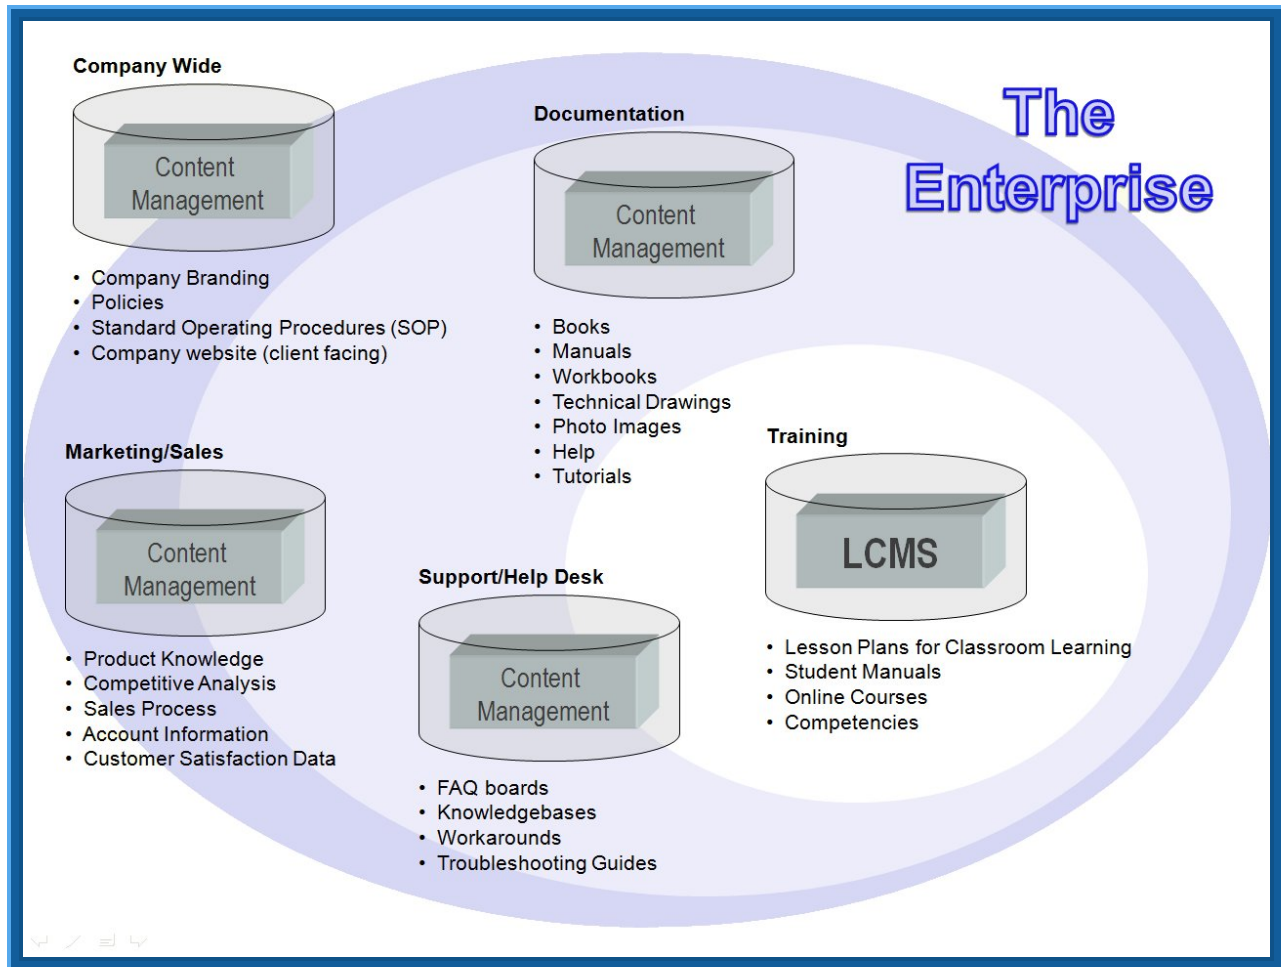 The
Enterprise
Company Wide
Content
Management
• Company Branding
• Policies
• Standard Operating Procedures (SOP)
• Company website (client facing)
Documentation
Content
Management
• Books
• Manuals
• Workbooks
• Technical Drawings
• Photo Images
• Help
• Tutorials
Marketing/Sales
Content
Management
• Product Knowledge
• Competitive Analysis
• Sales Process
• Account Information
• Customer Satisfaction Data
Support/Help Desk
Content
Management
• FAQ boards
• Knowledgebases
• Workarounds
• Troubleshooting Guides
Training
LCMS
• Lesson Plans for Classroom Learning
• Student Manuals
• Online Courses
• Competencies